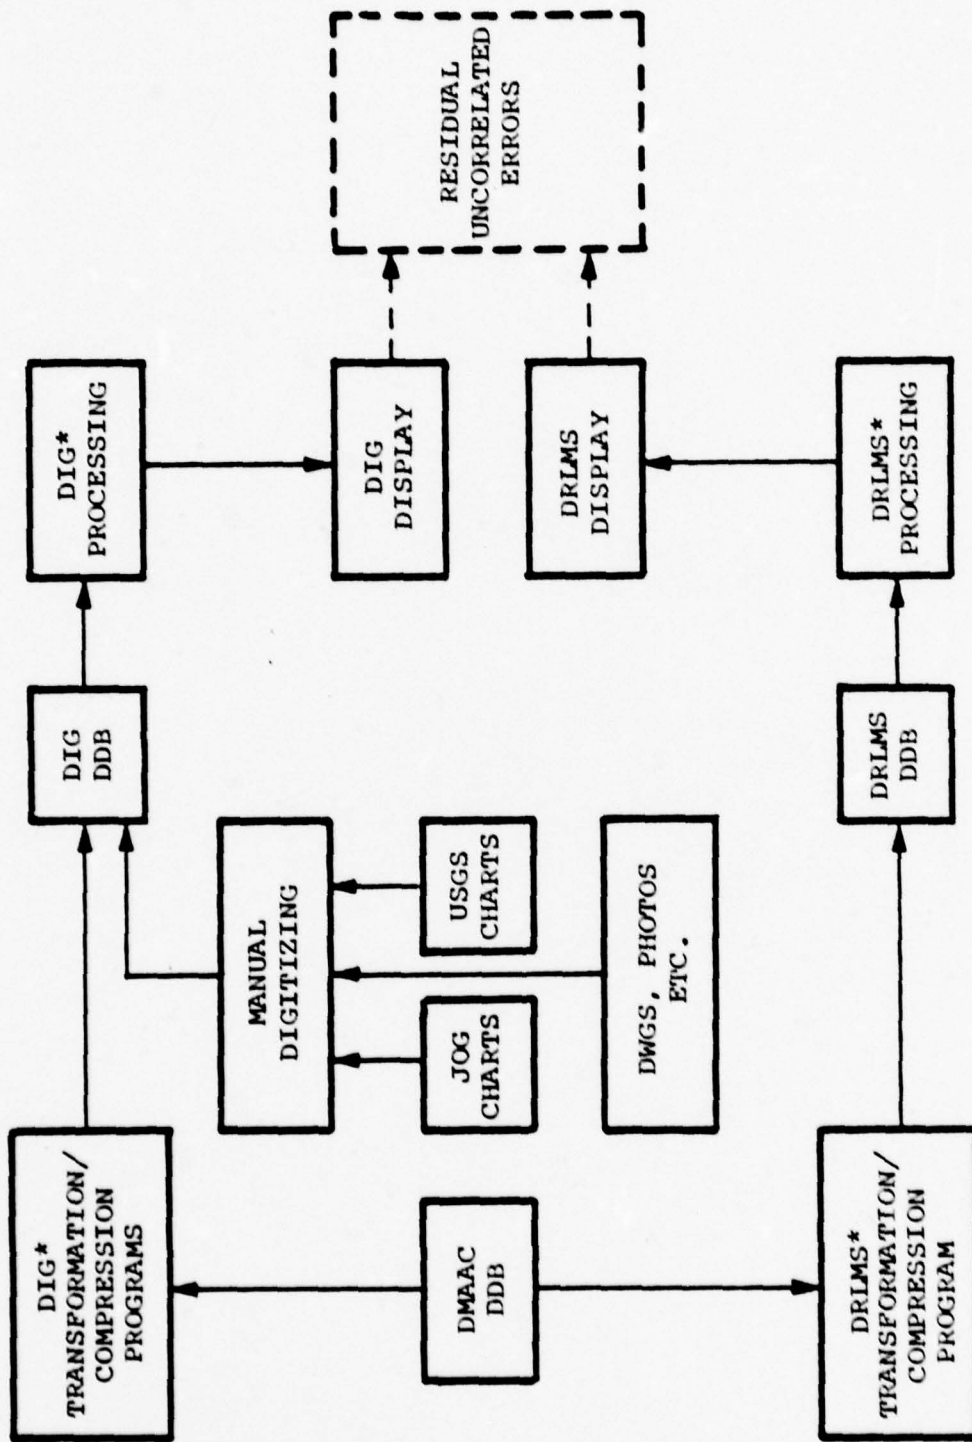 DIG*
TRANSFORMATION/
COMPRESSION
PROGRAMS
DMAAC
DDB
DRLMS*
TRANSFORMATION/
COMPRESSION
PROGRAM
MANUAL
DIGITIZING
JOG
CHARTS
USGS
CHARTS
DWGS, PHOTOS
ETC.
DIG
DDB
DRLMS
DDB
DIG*
PROCESSING
DIG
DISPLAY
DRLMS
DISPLAY
DRLMS*
PROCESSING
RESIDUAL
UNCORRELATED
ERRORS